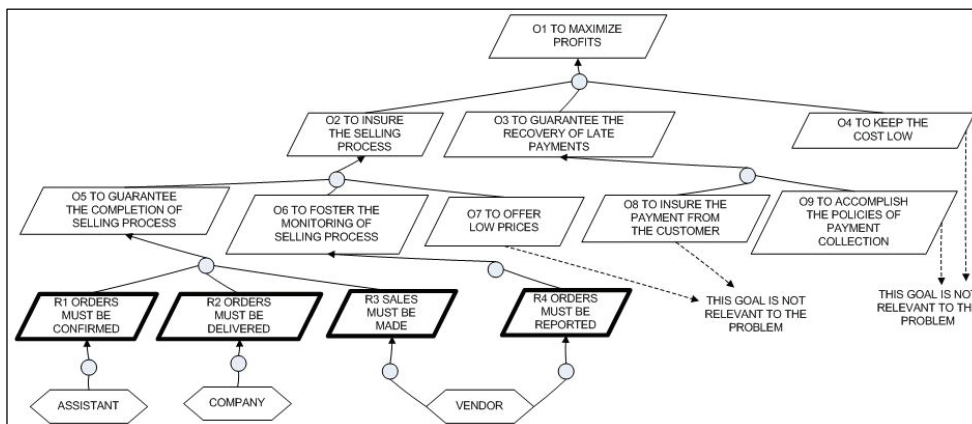 O1 TO MAXIMIZE
PROFITS
O2 TO INSURE
THE SELLING
PROCESS
O3 TO GUARANTEE THE
RECOVERY OF LATE
PAYMENTS
O4 TO KEEP THE
COST LOW
O5 TO GUARANTEE
THE COMPLETION OF
SELLING PROCESS
O6 TO FOSTER THE
MONITORING OF
SELLING PROCESS
O7 TO OFFER
LOW PRICES
O8 TO INSURE THE
PAYMENT FROM
THE CUSTOMER
O9 TO ACCOMPLISH
THE POLICIES OF
PAYMENT
COLLECTION
R1 ORDERS
MUST BE
CONFIRMED
R2 ORDERS
MUST BE
DELIVERED
R3 SALES
MUST BE
MADE
R4 ORDERS
MUST BE
REPORTED
THIS GOAL IS NOT
RELEVANT TO THE
PROBLEM
THIS GOAL IS NOT
RELEVANT TO THE
PROBLEM
ASSISTANT
COMPANY
VENDOR